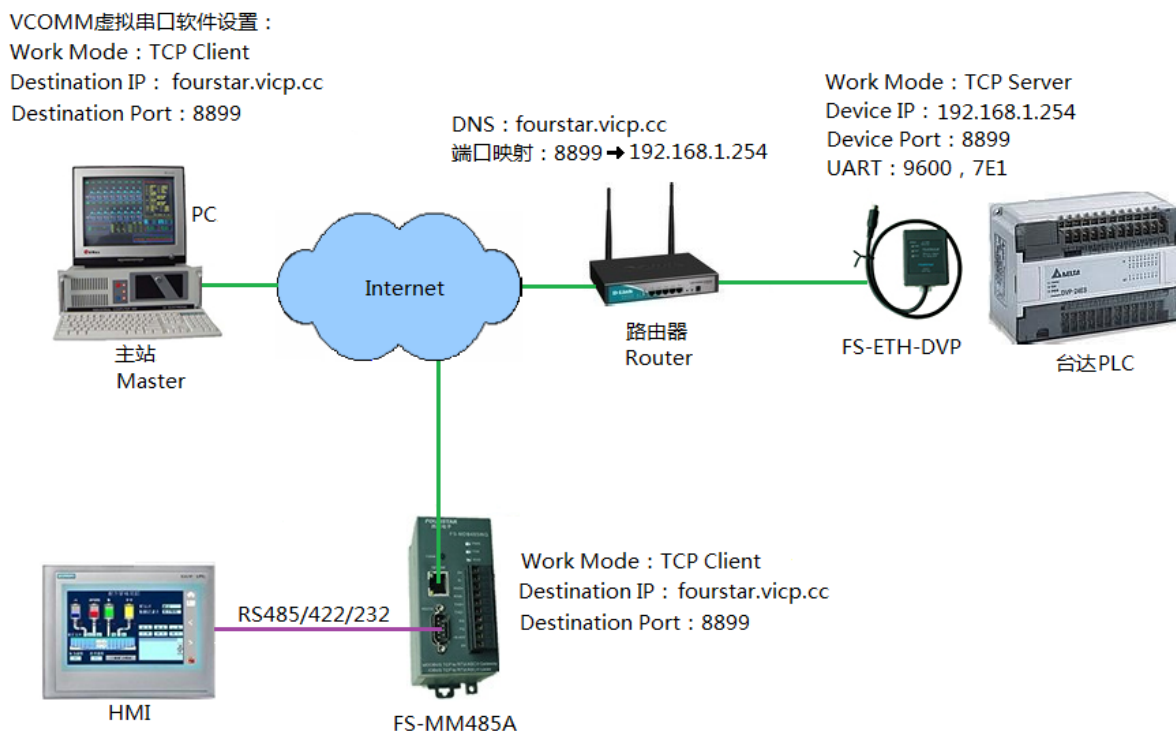 VCOMM虚拟串口软件设置：
Work Mode：TCP Client
Destination IP： fourstar.vicp.cc
Destination Port：8899
DNS：fourstar.vicp.cc
端口映射：8899➔192.168.1.254
Work Mode：TCP Server
Device IP：192.168.1.254
Device Port：8899
UART：9600，7E1
PC
Internet
D-Link
DELTA
主站
Master
路由器
Router
FS-ETH-DVP
台达PLC
FOURSTAR
Work Mode：TCP Client
Destination IP：fourstar.vicp.cc
Destination Port：8899
SIEMENS
RS485/422/232
HMI
FS-MM485A